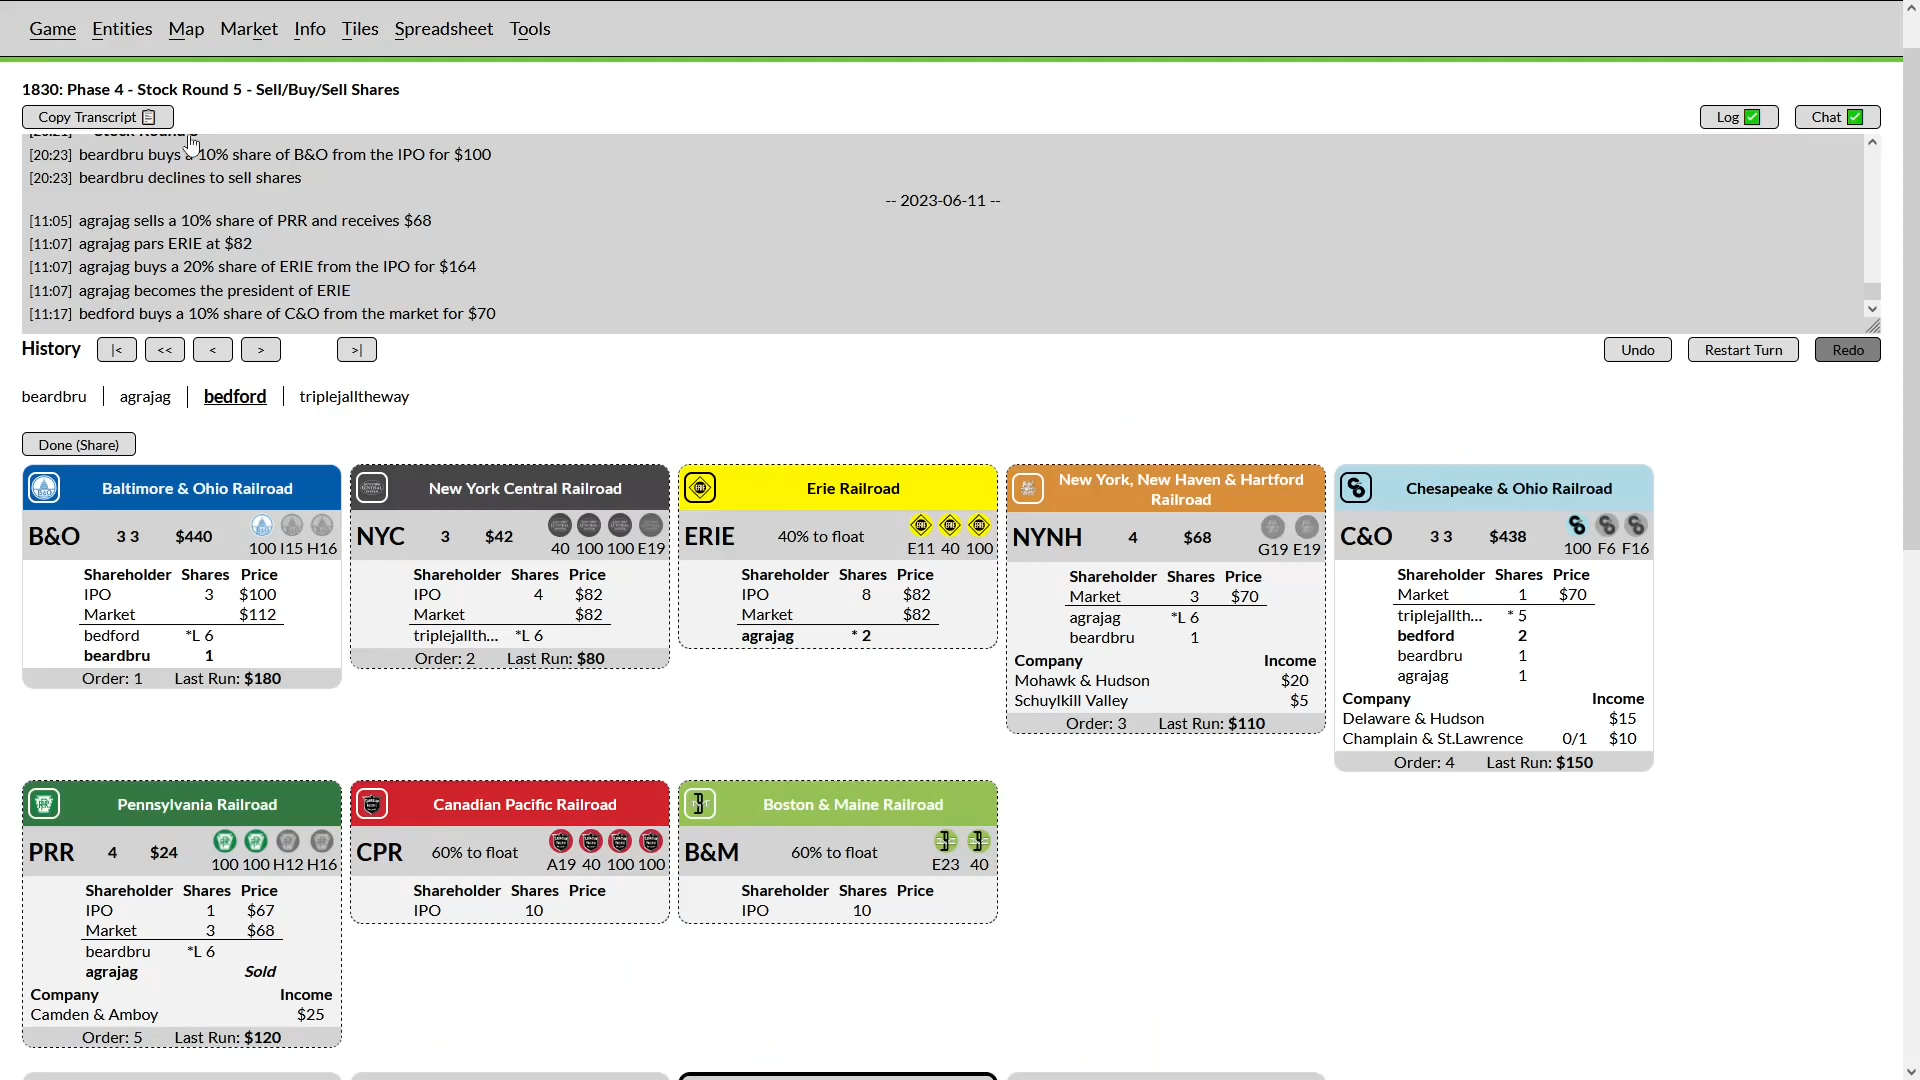 Game Entities Map Market Info Tiles Spreadsheet Tools
1830: Phase 4 - Stock Round 5 - Sell/Buy/Sell Shares
Copy Transcript
Log
Chat
[20:23] beardbru buys a 10% share of B&O from the IPO for $100
[20:23] beardbru declines to sell shares
-- 2023-06-11 --
[11:05] agrajag sells a 10% share of PRR and receives $68
[11:07] agrajag pars ERIE at $82
[11:07] agrajag buys a 20% share of ERIE from the IPO for $164
[11:07] agrajag becomes the president of ERIE
[11:17] bedford buys a 10% share of C&O from the market for $70
History |< << < > >|
Undo Restart Turn Redo
beardbru agrajag bedford triplejalltheway
Done (Share)
Baltimore & Ohio Railroad
B&O 3 3 $440 100 I15 H16
Shareholder Shares Price
IPO 3 $100
Market $112
bedford *L 6
beardbru 1
Order: 1 Last Run: $180
New York Central Railroad
NYC 3 $42 40 100 100 E19
Shareholder Shares Price
IPO 4 $82
Market $82
triplejallth... *L 6
Order: 2 Last Run: $80
Erie Railroad
ERIE 40% to float E11 40 100
Shareholder Shares Price
IPO 8 $82
Market $82
agrajag * 2
New York, New Haven & Hartford
Railroad
NYNH 4 $68 G19 E19
Shareholder Shares Price
Market 3 $70
agrajag *L 6
beardbru 1
Company Income
Mohawk & Hudson $20
Schuylkill Valley $5
Order: 3 Last Run: $110
Chesapeake & Ohio Railroad
C&O 3 3 $438 100 F6 F16
Shareholder Shares Price
Market 1 $70
triplejallth... * 5
bedford 2
beardbru 1
agrajag 1
Company Income
Delaware & Hudson $15
Champlain & St.Lawrence 0/1 $10
Order: 4 Last Run: $150
Pennsylvania Railroad
PRR 4 $24 100 100 H12 H16
Shareholder Shares Price
IPO 1 $67
Market 3 $68
beardbru *L 6
agrajag Sold
Company Income
Camden & Amboy $25
Order: 5 Last Run: $120
Canadian Pacific Railroad
CPR 60% to float A19 40 100 100
Shareholder Shares Price
IPO 10
Boston & Maine Railroad
B&M 60% to float E23 40
Shareholder Shares Price
IPO 10